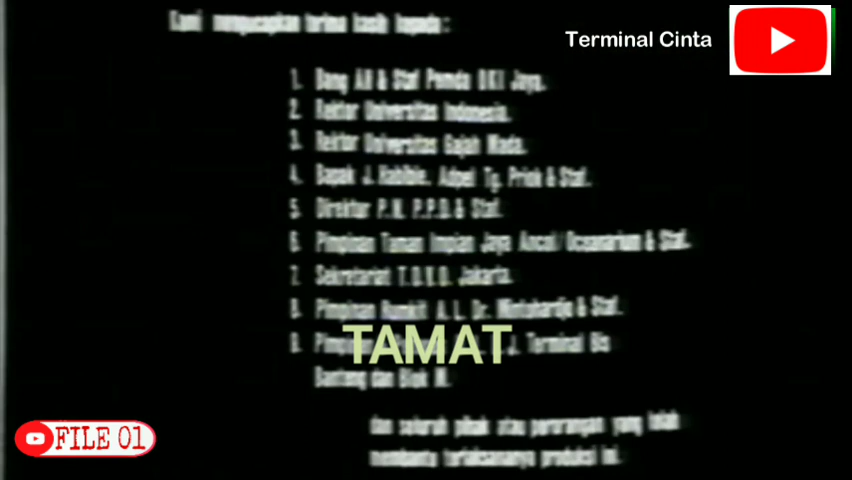 Terminal Cinta
Kami mengucapkan terima kasih kepada :
1. Bang Ali & Staf Pemda DKI Jaya.
2. Rektor Universitas Indonesia.
3. Rektor Universitas Gajah Mada.
4. Bapak J. Habibie, Adpel Tg. Priok & Staf.
5. Direktur P.N. P.P.D. & Staf.
6. Pimpinan Taman Impian Jaya Ancol/Oceanarium & Staf.
7. Sekretariat Jakarta.
8. Pimpinan Rumkit A. L. Dr. Mintohardjo & Staf.
9. Terminal Bis
TAMAT
Banteng dan Blok M.
dan seluruh pihak atau perorangan yang telah
membantu terlaksananya produksi ini.
FILE 01